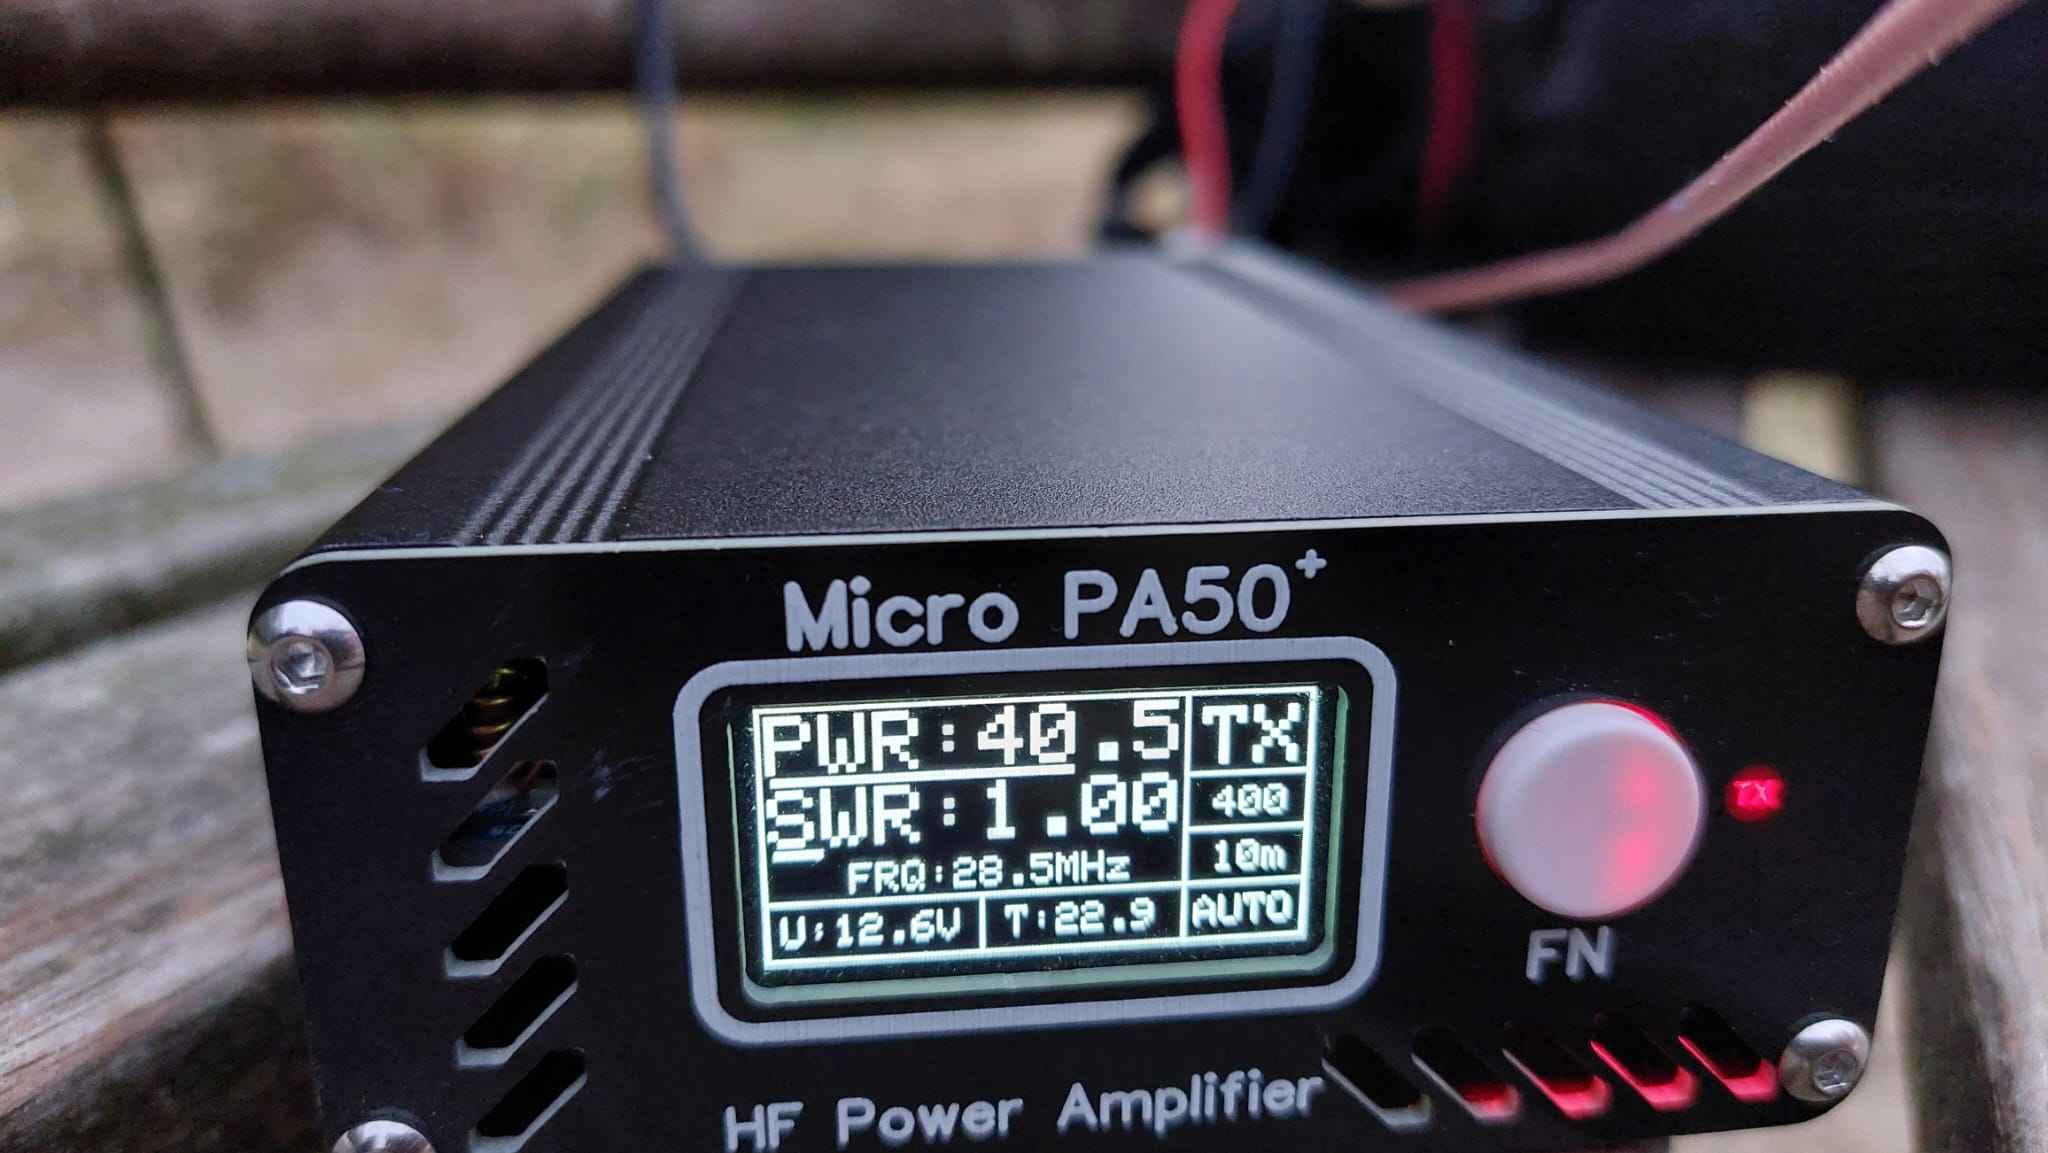 Micro PA50+
PWR:40.5
TX
SWR:1.00
400
10m
FRQ:28.5MHz
V:12.6V
T:22.9
AUTO
TX
FN
HF Power Amplifier